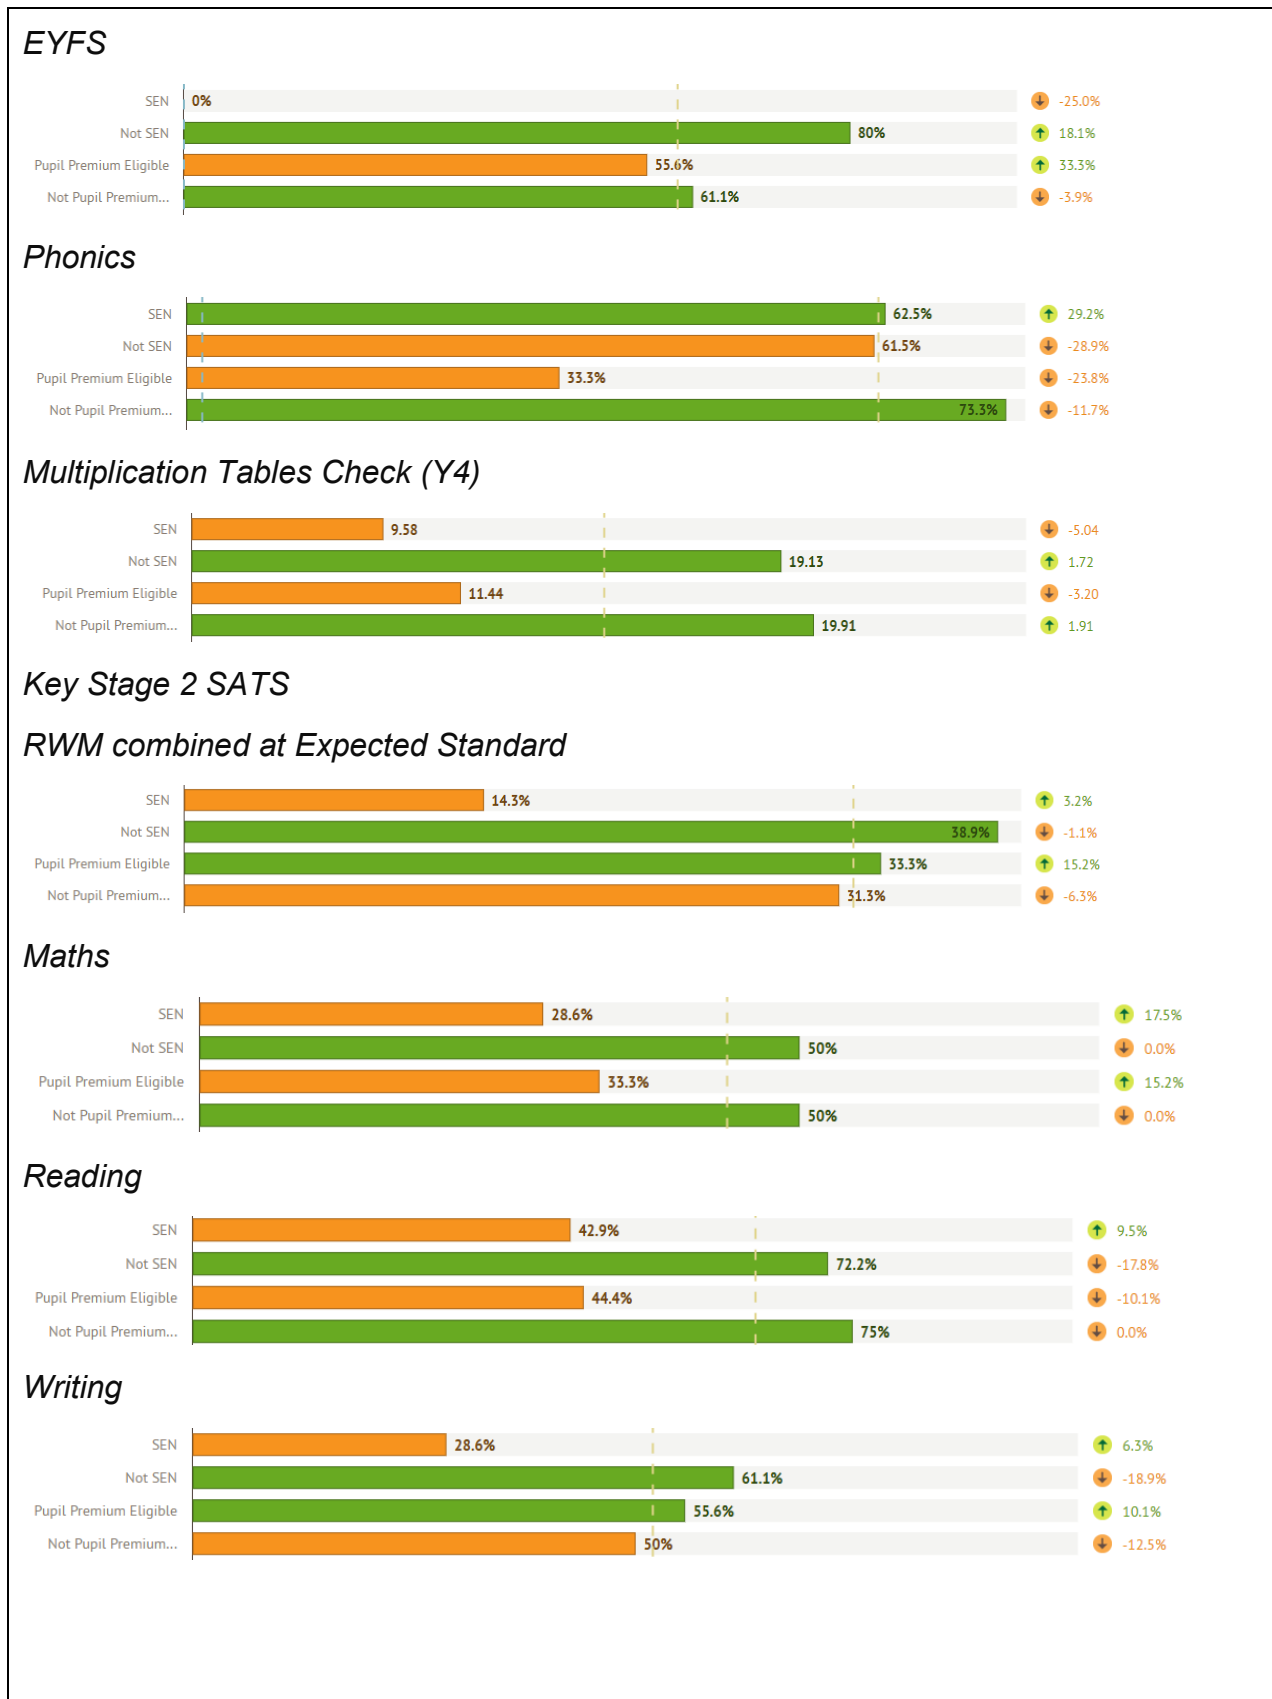 EYFS
SEN 0% -25.0%
Not SEN 80% 18.1%
Pupil Premium Eligible 55.6% 33.3%
Not Pupil Premium... 61.1% -3.9%
Phonics
SEN 62.5% 29.2%
Not SEN 61.5% -28.9%
Pupil Premium Eligible 33.3% -23.8%
Not Pupil Premium... 73.3% -11.7%
Multiplication Tables Check (Y4)
SEN 9.58 -5.04
Not SEN 19.13 1.72
Pupil Premium Eligible 11.44 -3.20
Not Pupil Premium... 19.91 1.91
Key Stage 2 SATS
RWM combined at Expected Standard
SEN 14.3% 3.2%
Not SEN 38.9% -1.1%
Pupil Premium Eligible 33.3% 15.2%
Not Pupil Premium... 31.3% -6.3%
Maths
SEN 28.6% 17.5%
Not SEN 50% 0.0%
Pupil Premium Eligible 33.3% 15.2%
Not Pupil Premium... 50% 0.0%
Reading
SEN 42.9% 9.5%
Not SEN 72.2% -17.8%
Pupil Premium Eligible 44.4% -10.1%
Not Pupil Premium... 75% 0.0%
Writing
SEN 28.6% 6.3%
Not SEN 61.1% -18.9%
Pupil Premium Eligible 55.6% 10.1%
Not Pupil Premium... 50% -12.5%